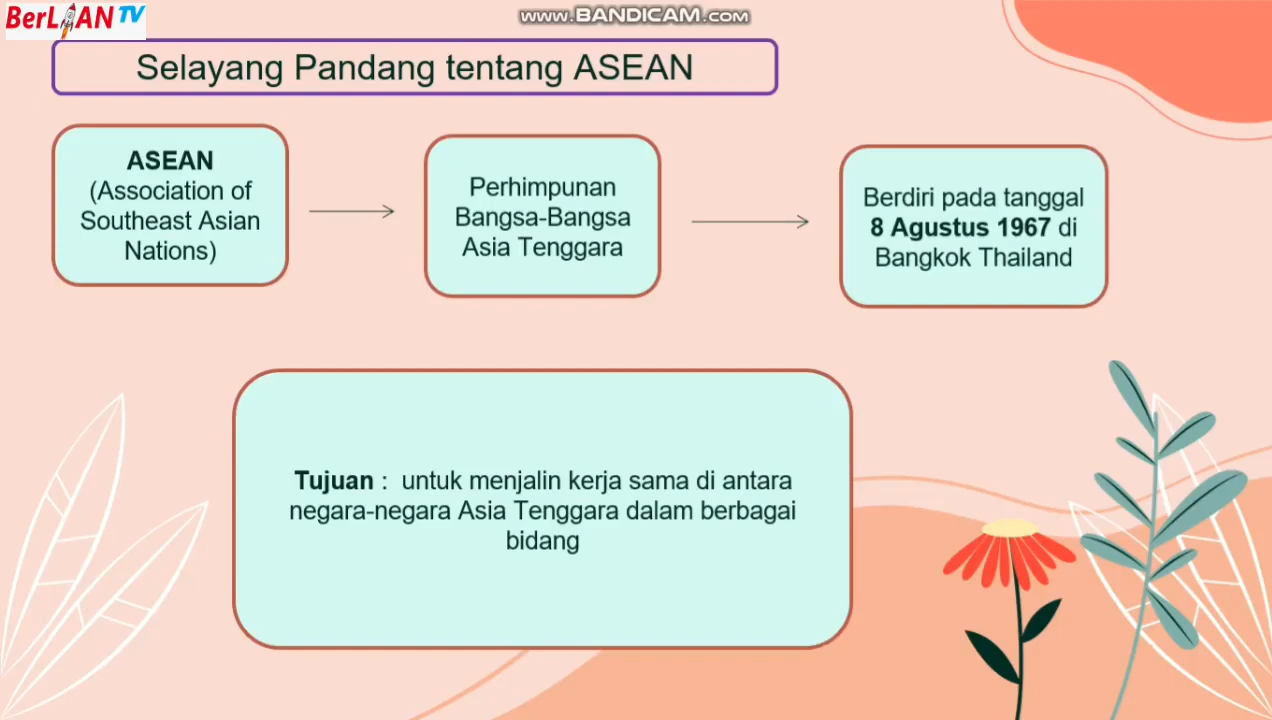 BerLIAN TV
www.BANDICAM.com
Selayang Pandang tentang ASEAN
ASEAN
(Association of
Southeast Asian
Nations)
Perhimpunan
Bangsa-Bangsa
Asia Tenggara
Berdiri pada tanggal
8 Agustus 1967 di
Bangkok Thailand
Tujuan : untuk menjalin kerja sama di antara
negara-negara Asia Tenggara dalam berbagai
bidang